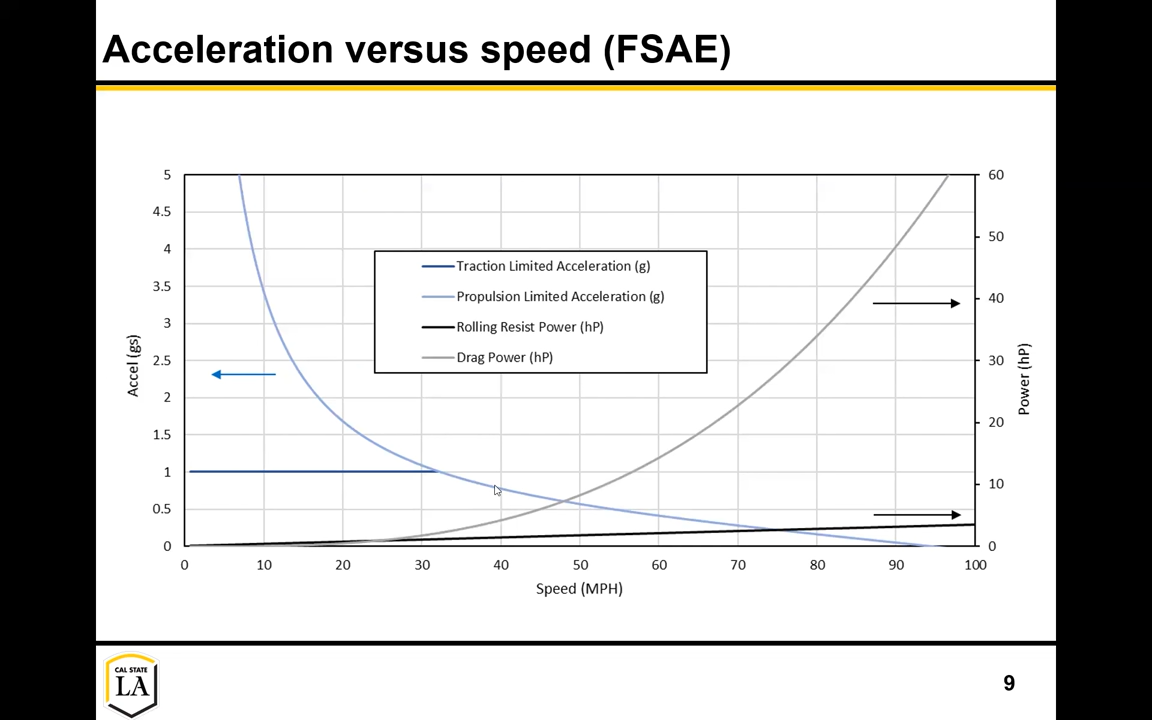 Acceleration versus speed (FSAE)
5
4.5
4
3.5
3
2.5
2
1.5
1
0.5
0
Accel (gs)
Traction Limited Acceleration (g)
Propulsion Limited Acceleration (g)
Rolling Resist Power (hP)
Drag Power (hP)
60
50
40
30
20
10
0
Power (hP)
0 10 20 30 40 50 60 70 80 90 100
Speed (MPH)
CAL STATE
LA
9